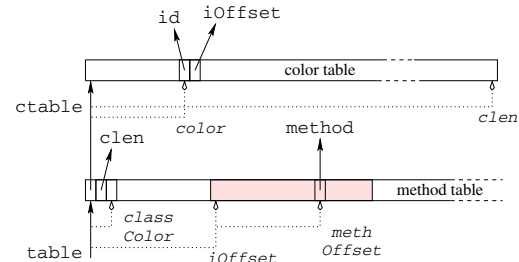 id iOffset
color table
ctable
color
clen
clen
method
method table
class
Color
meth
Offset
table
iOffset